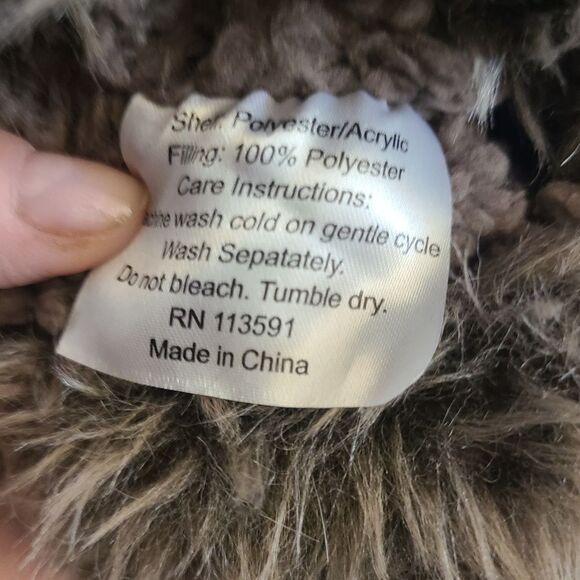 Shell: Polyester/Acrylic
Filling: 100% Polyester
Care Instructions:
wash cold on gentle cycle
Wash Sepatately.
Do not bleach. Tumble dry.
RN 113591
Made in China